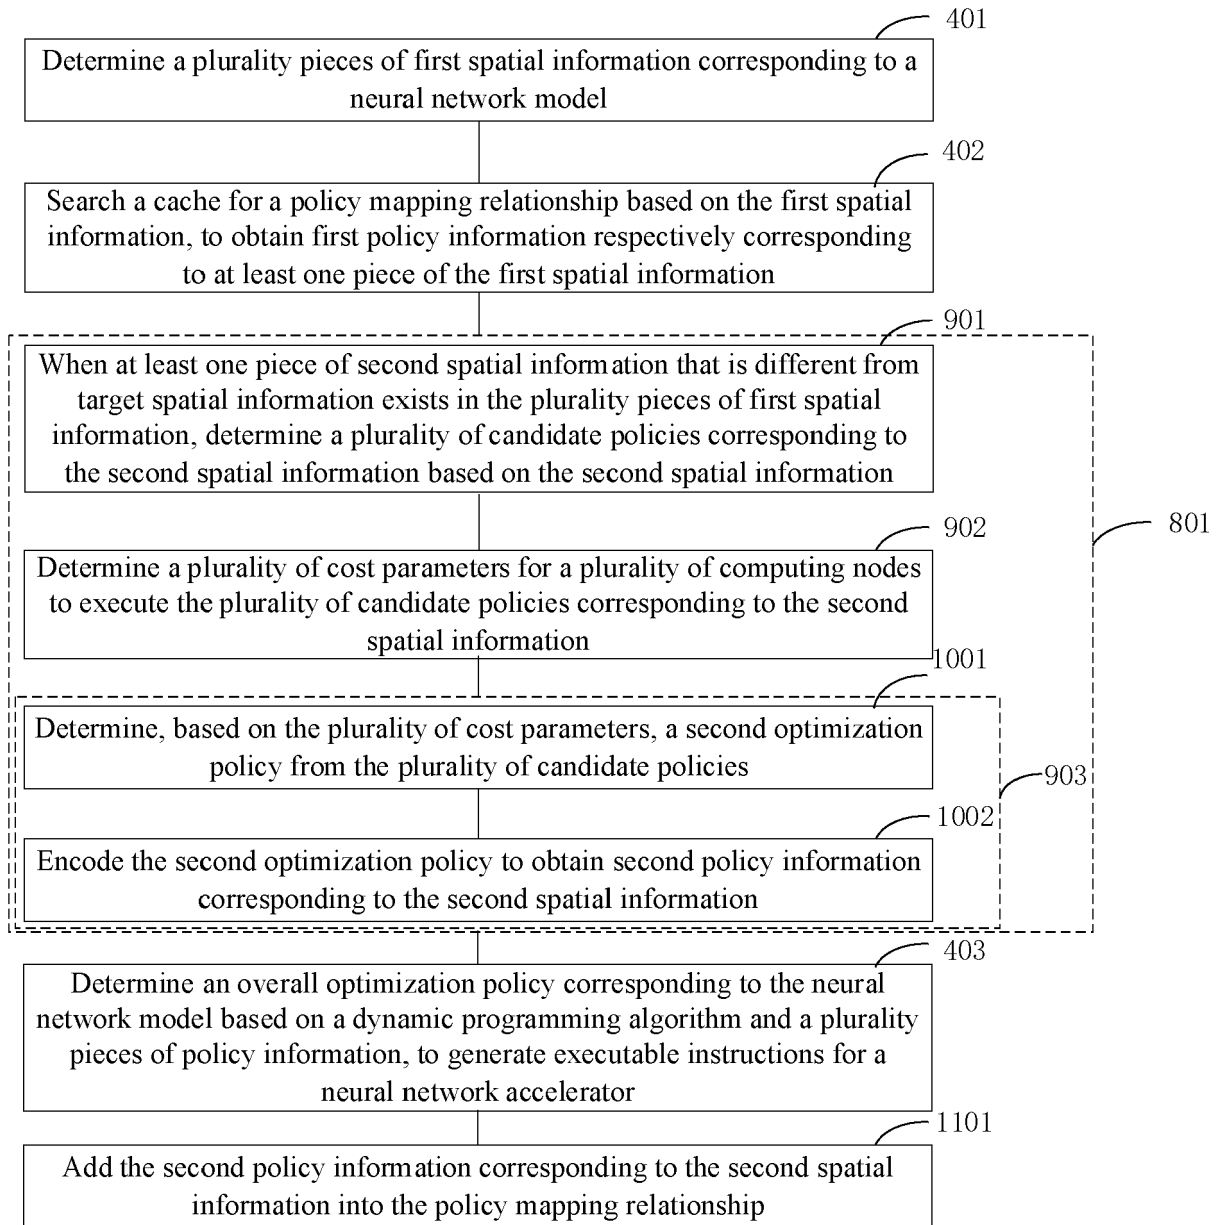 401
Determine a plurality pieces of first spatial information corresponding to a
neural network model
402
Search a cache for a policy mapping relationship based on the first spatial
information, to obtain first policy information respectively corresponding
to at least one piece of the first spatial information
901
When at least one piece of second spatial information that is different from
target spatial information exists in the plurality pieces of first spatial
information, determine a plurality of candidate policies corresponding to
the second spatial information based on the second spatial information
801
902
Determine a plurality of cost parameters for a plurality of computing nodes
to execute the plurality of candidate policies corresponding to the second
spatial information
1001
Determine, based on the plurality of cost parameters, a second optimization
policy from the plurality of candidate policies
903
1002
Encode the second optimization policy to obtain second policy information
corresponding to the second spatial information
403
Determine an overall optimization policy corresponding to the neural
network model based on a dynamic programming algorithm and a plurality
pieces of policy information, to generate executable instructions for a
neural network accelerator
1101
Add the second policy information corresponding to the second spatial
information into the policy mapping relationship